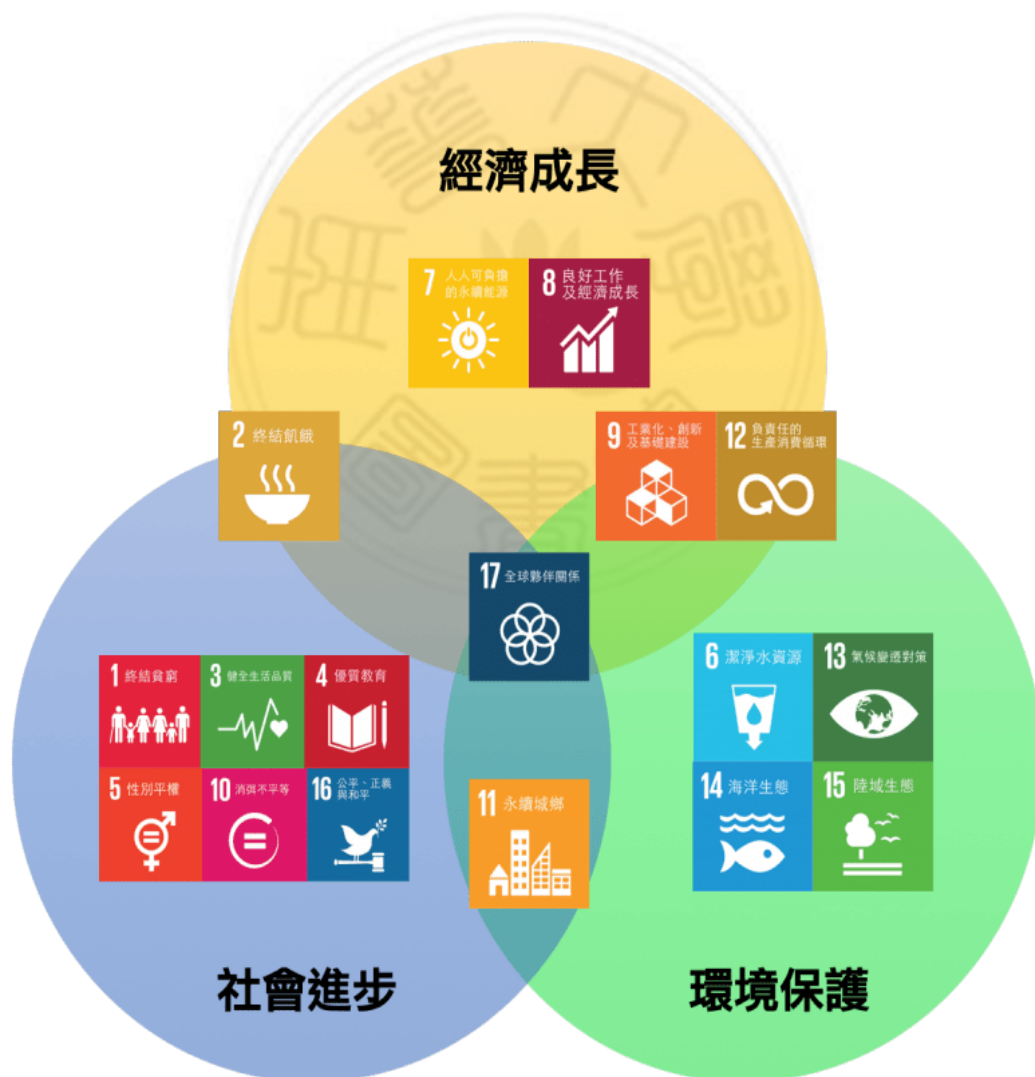 經濟成長
7 人人可負擔
的永續能源
8 良好工作
及經濟成長
2 終結飢餓
9 工業化、創新
及基礎建設
12 負責任的
生產消費循環
17 全球夥伴關係
1 終結貧窮
3 健全生活品質
4 優質教育
5 性別平權
10 消弭不平等
16 公平、正義
與和平
6 潔淨水資源
13 氣候變遷對策
14 海洋生態
15 陸域生態
11 永續城鄉
社會進步
環境保護